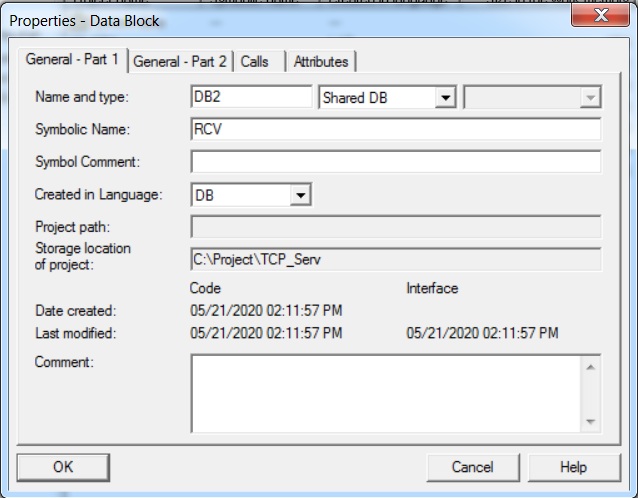 Properties - Data Block
General - Part 1 General - Part 2 Calls Attributes
Name and type: DB2 Shared DB
Symbolic Name: RCV
Symbol Comment:
Created in Language: DB
Project path:
Storage location
of project: C:\Project\TCP_Serv
Code Interface
Date created: 05/21/2020 02:11:57 PM
Last modified: 05/21/2020 02:11:57 PM 05/21/2020 02:11:57 PM
Comment:
OK Cancel Help